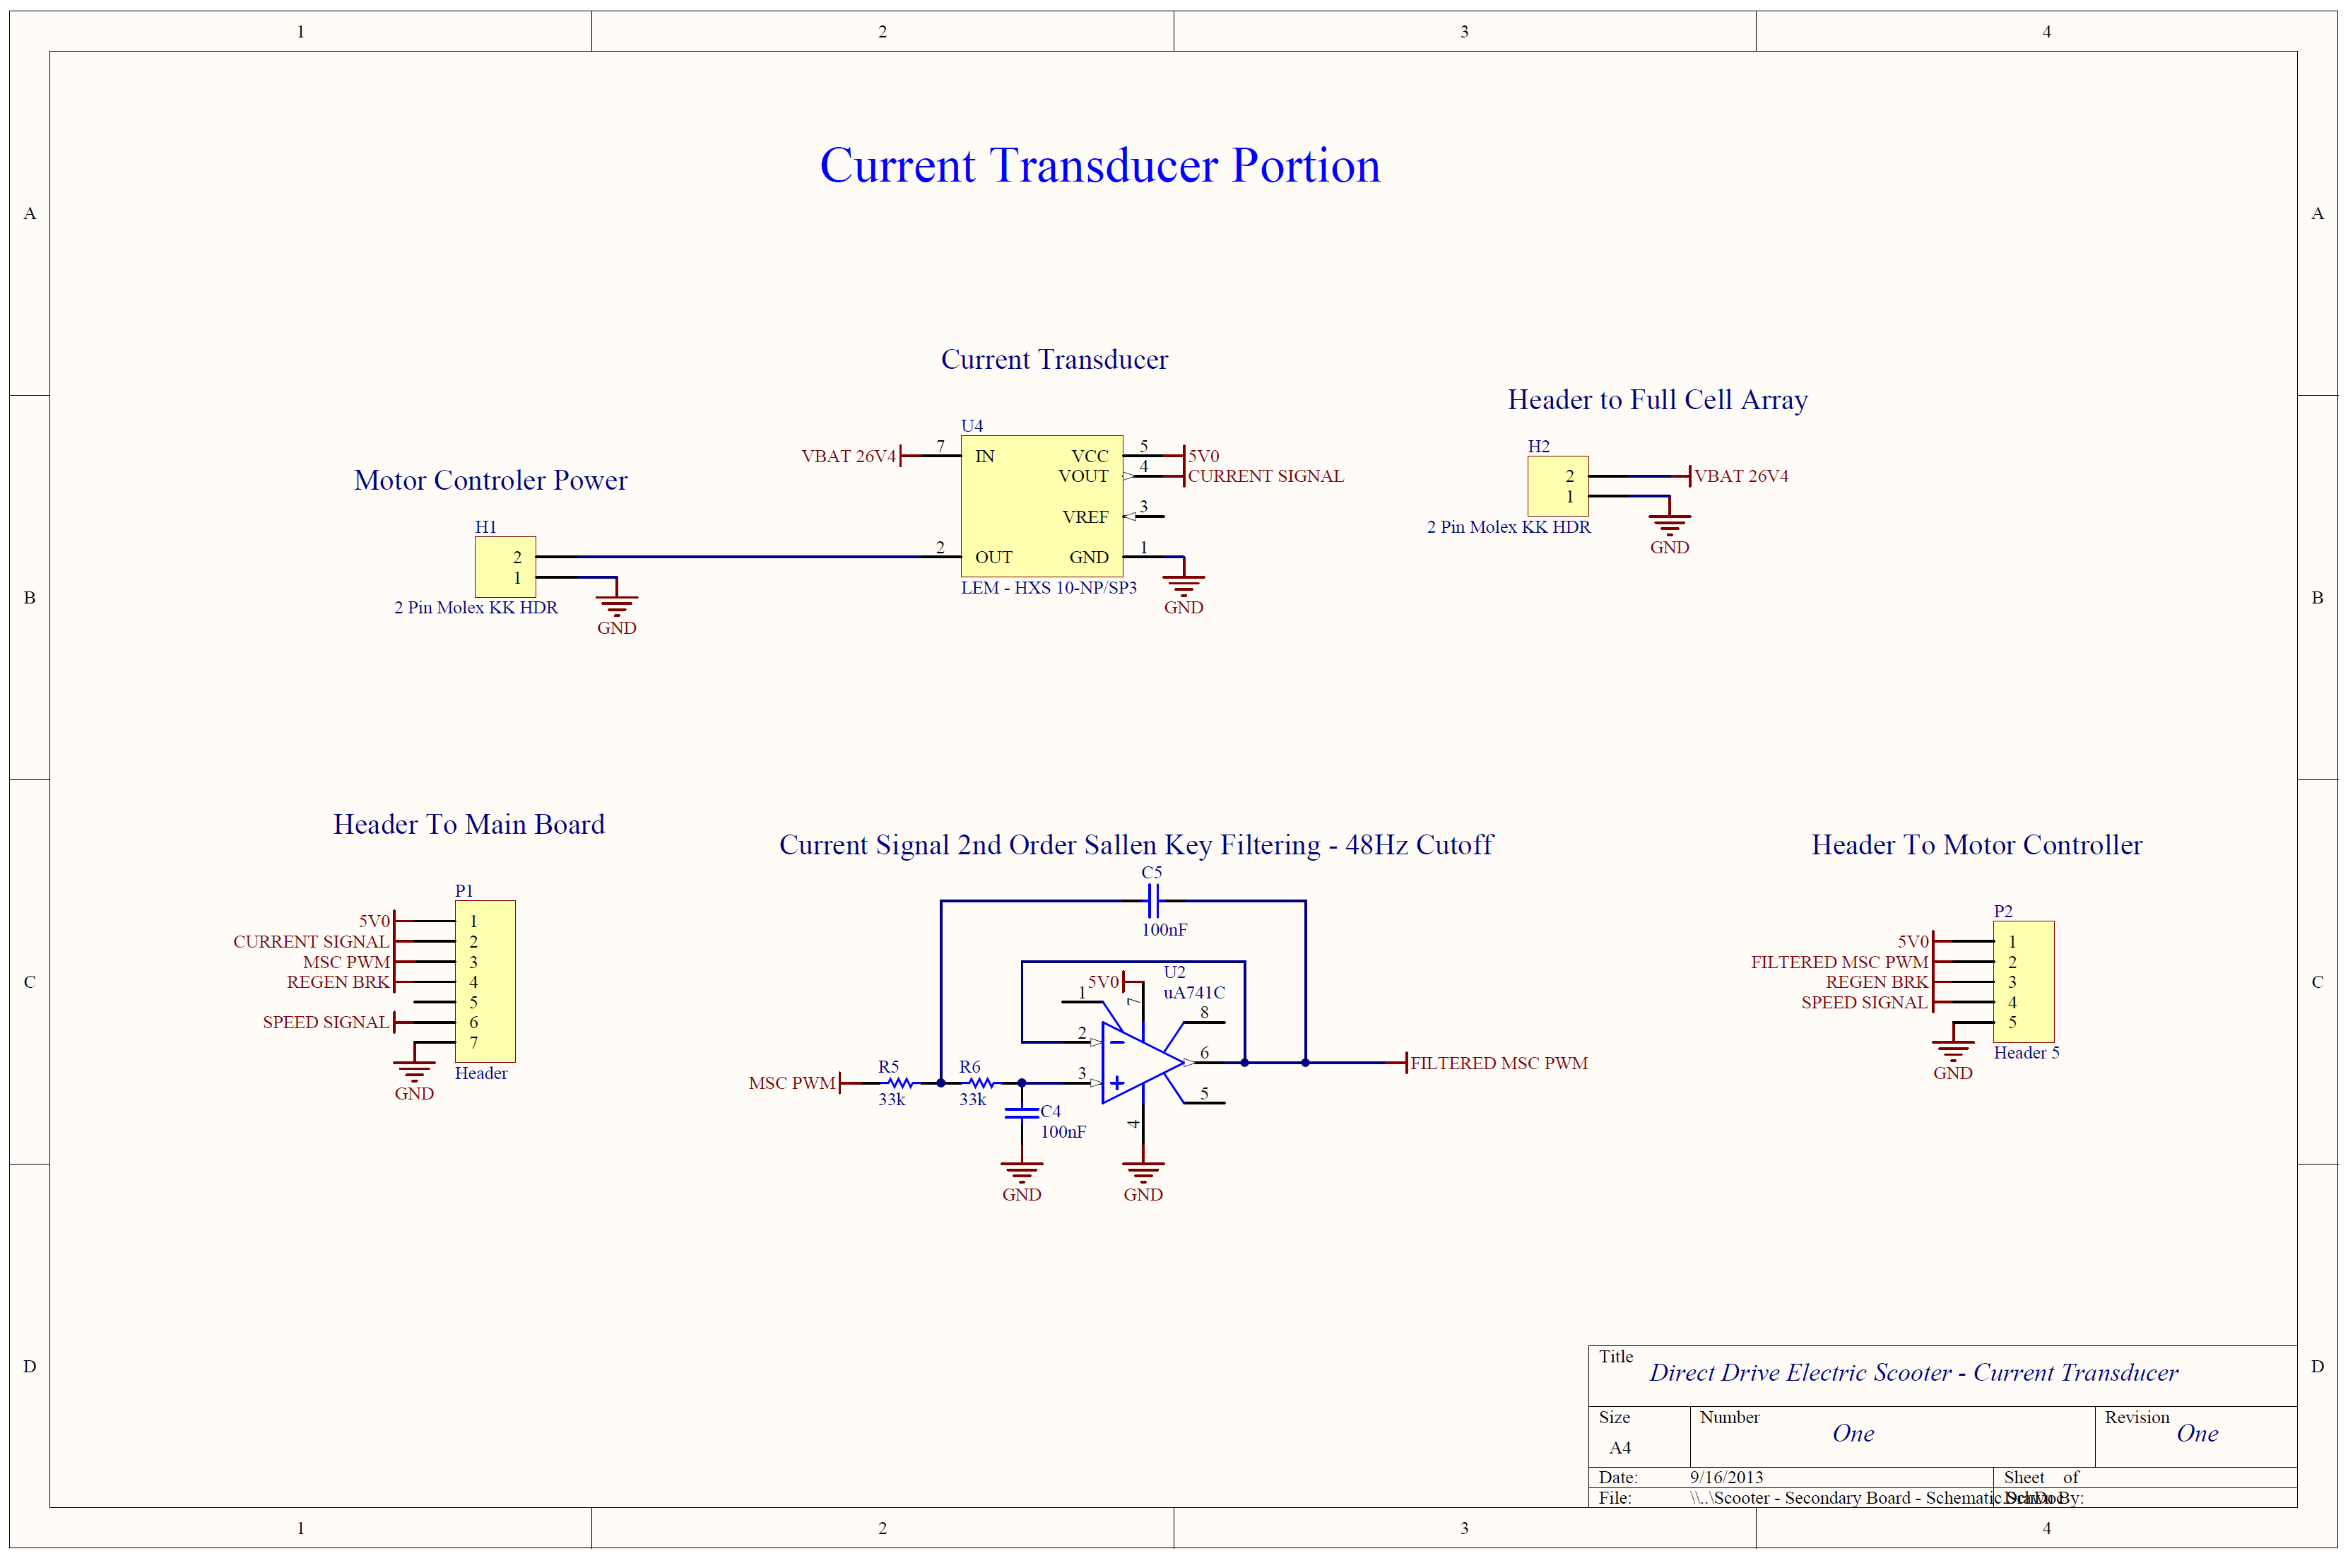 1 2 3 4
A A
Current Transducer Portion
Current Transducer
U4
VBAT 26V4 7 IN VCC 5 5V0
VOUT 4 CURRENT SIGNAL
VREF 3
2 OUT GND 1
LEM - HXS 10-NP/SP3
GND
Header to Full Cell Array
H2
2 VBAT 26V4
1
2 Pin Molex KK HDR
GND
Motor Controler Power
H1
2
1
2 Pin Molex KK HDR
GND
B B
Header To Main Board
P1
5V0 1
CURRENT SIGNAL 2
MSC PWM 3
REGEN BRK 4
5
SPEED SIGNAL 6
7
Header
GND
Current Signal 2nd Order Sallen Key Filtering - 48Hz Cutoff
C5
100nF
5V0
U2
uA741C
1
7
8
2
6
FILTERED MSC PWM
3
5
4
MSC PWM
R5
33k
R6
33k
C4
100nF
GND
GND
Header To Motor Controller
P2
5V0 1
FILTERED MSC PWM 2
REGEN BRK 3
SPEED SIGNAL 4
5
Header 5
GND
C C
D D
Title
Direct Drive Electric Scooter - Current Transducer
Size
A4
Number
One
Revision
One
Date: 9/16/2013 Sheet of
File: \\..\Scooter - Secondary Board - Schematic.SchDoc Drawn By:
1 2 3 4